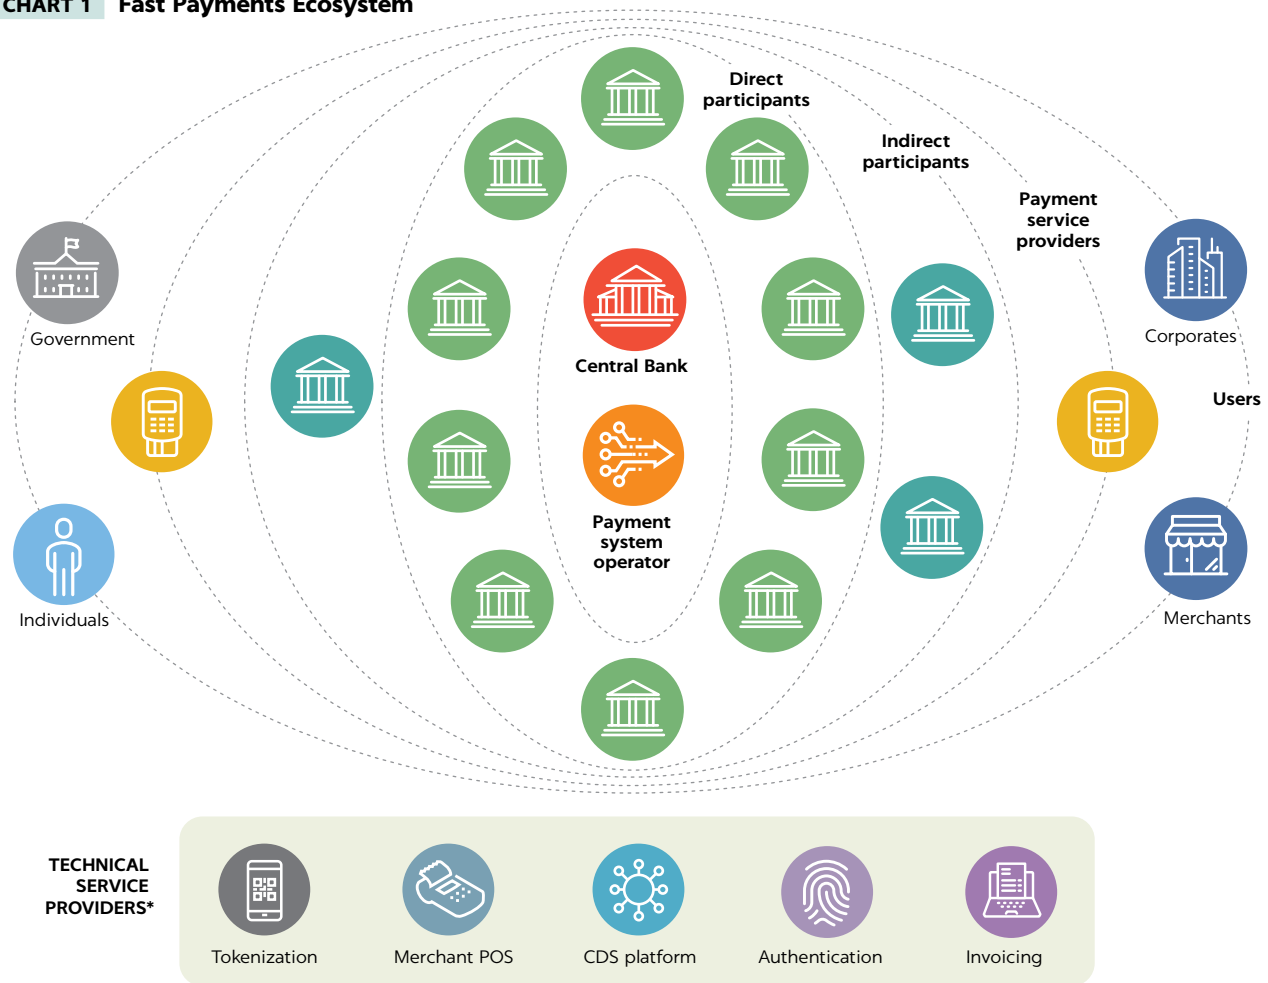 CHART 1 Fast Payments Ecosystem
Direct
participants
Indirect
participants
Payment
service
providers
Government
Central Bank
Corporates
Users
Payment
system
operator
Individuals
Merchants
TECHNICAL
SERVICE
PROVIDERS*
Tokenization
Merchant POS
CDS platform
Authentication
Invoicing